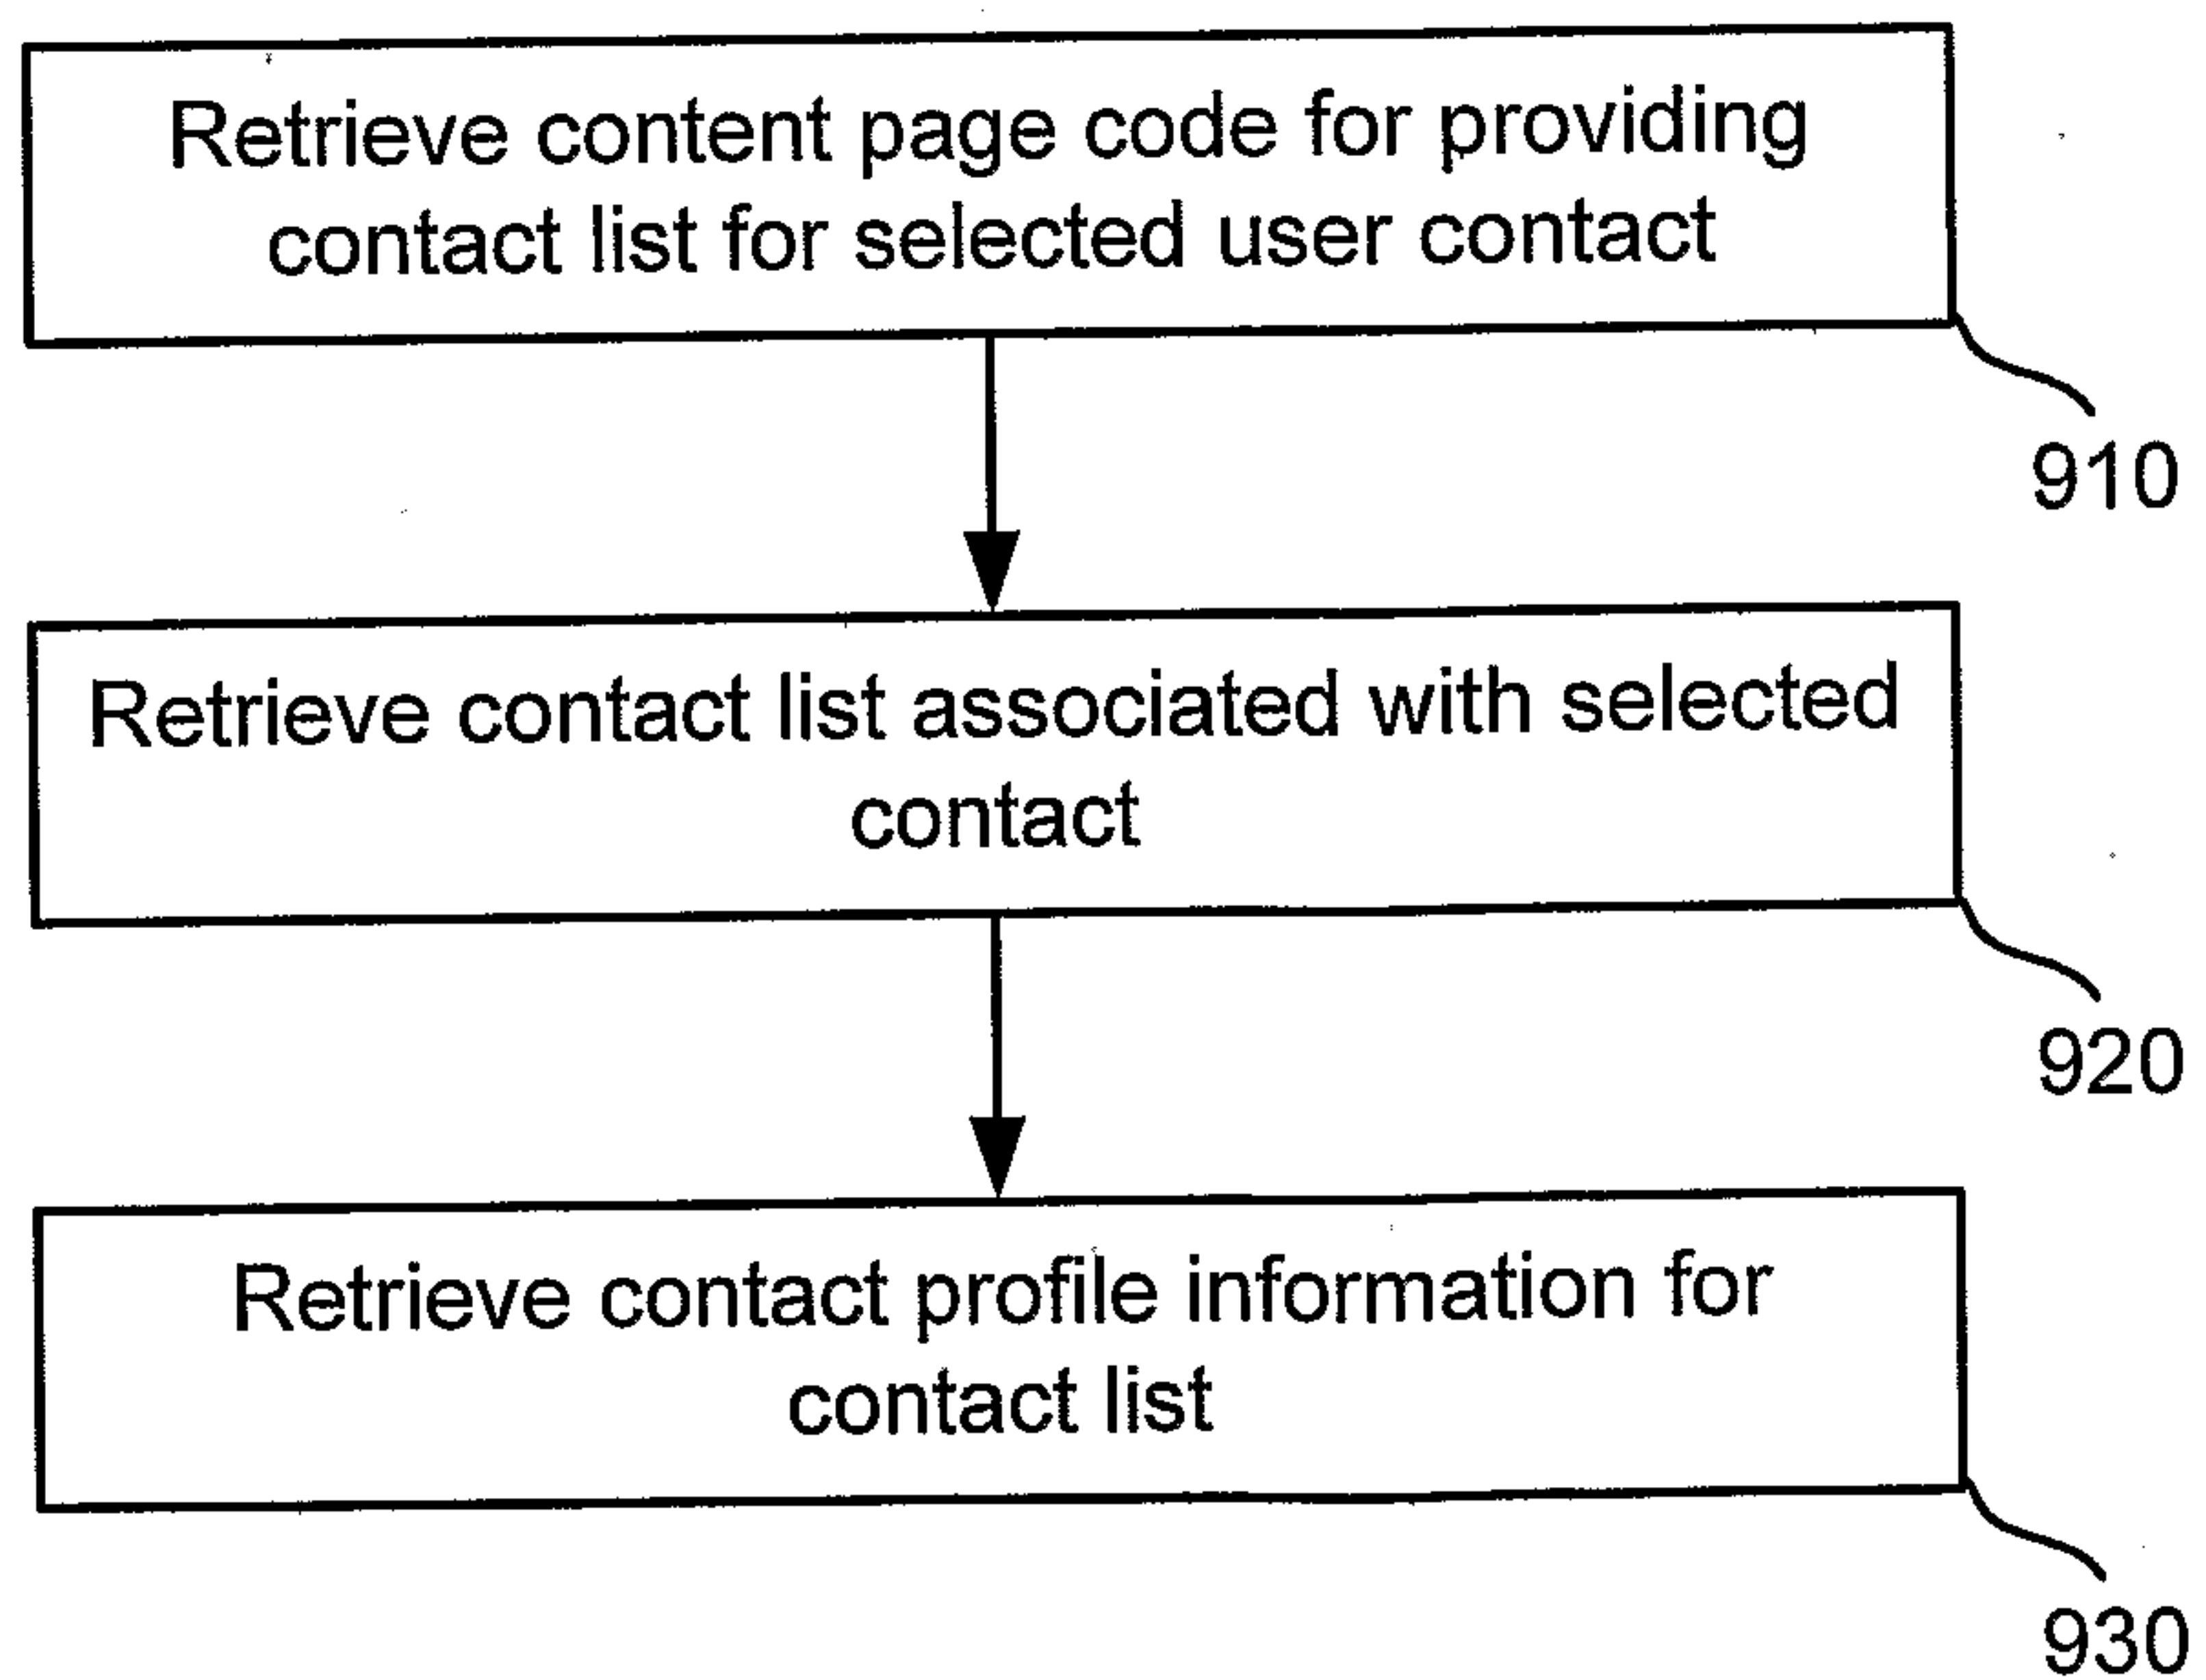 Retrieve content page code for providing
contact list for selected user contact
910
Retrieve contact list associated with selected
contact
920
Retrieve contact profile information for
contact list
930